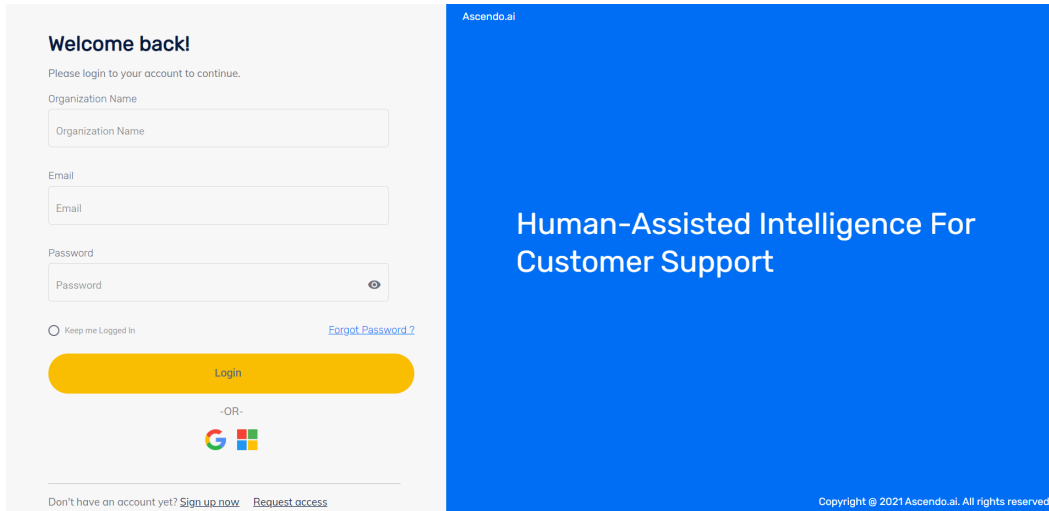 Welcome back!
Please login to your account to continue.
Organization Name
Organization Name
Email
Email
Password
Password
Keep me Logged In
Forgot Password ?
Login
-OR-
Don't have an account yet? Sign up now Request access
Ascendo.ai
Human-Assisted Intelligence For
Customer Support
Copyright @ 2021 Ascendo.ai. All rights reserved